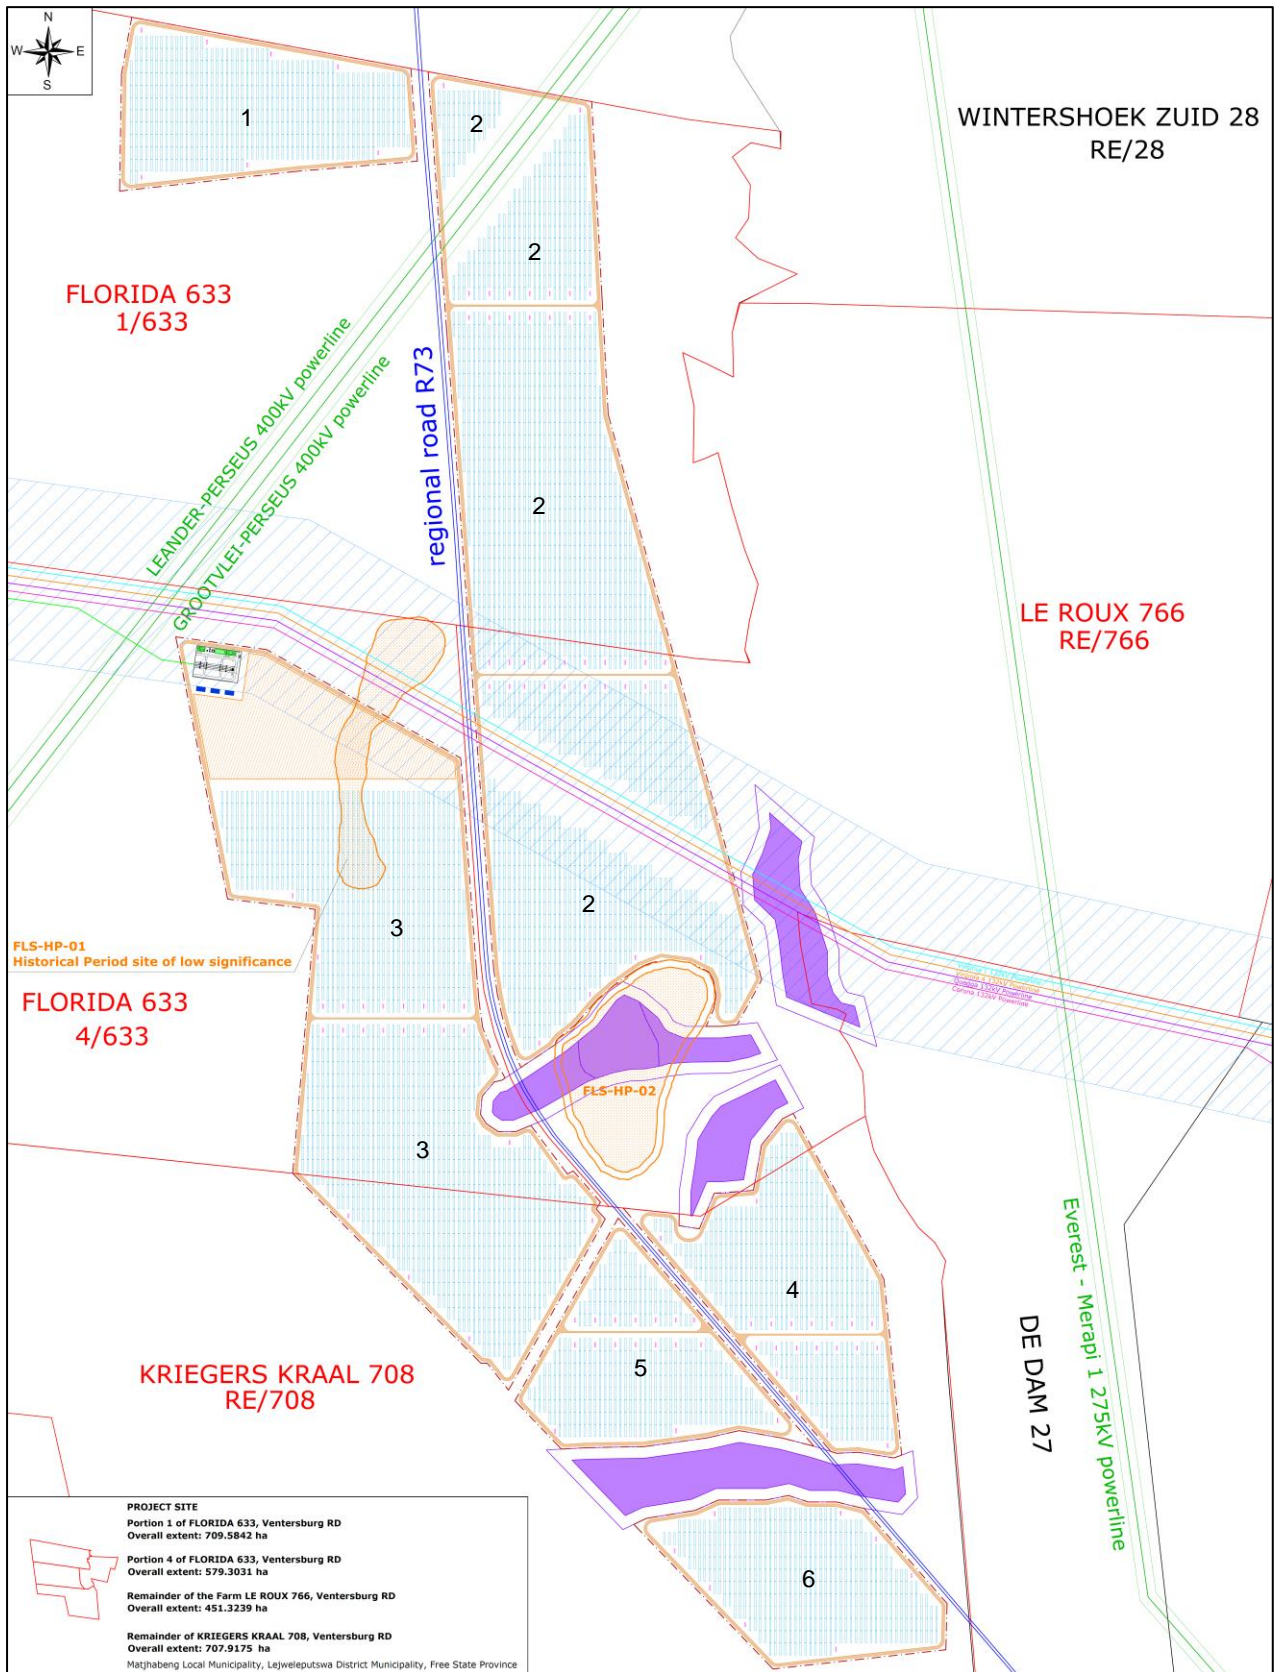 N
W E
S
1
2
WINTERSHOEK ZUID 28
RE/28
2
FLORIDA 633
1/633
LEANDER-PERSEUS 400kV powerline
GROOTVLEI-PERSEUS 400kV powerline
regional road R73
2
LE ROUX 766
RE/766
2
3
FLS-HP-01
Historical Period site of low significance
FLORIDA 633
4/633
Corona 132kV Powerline
FLS-HP-02
3
4
Everest - Merapi 1 275kV powerline
DE DAM 27
5
KRIEGERS KRAAL 708
RE/708
6
PROJECT SITE
Portion 1 of FLORIDA 633, Ventersburg RD
Overall extent: 709.5842 ha
Portion 4 of FLORIDA 633, Ventersburg RD
Overall extent: 579.3031 ha
Remainder of the Farm LE ROUX 766, Ventersburg RD
Overall extent: 451.3239 ha
Remainder of KRIEGERS KRAAL 708, Ventersburg RD
Overall extent: 707.9175 ha
Matjhabeng Local Municipality, Lejweleputswa District Municipality, Free State Province